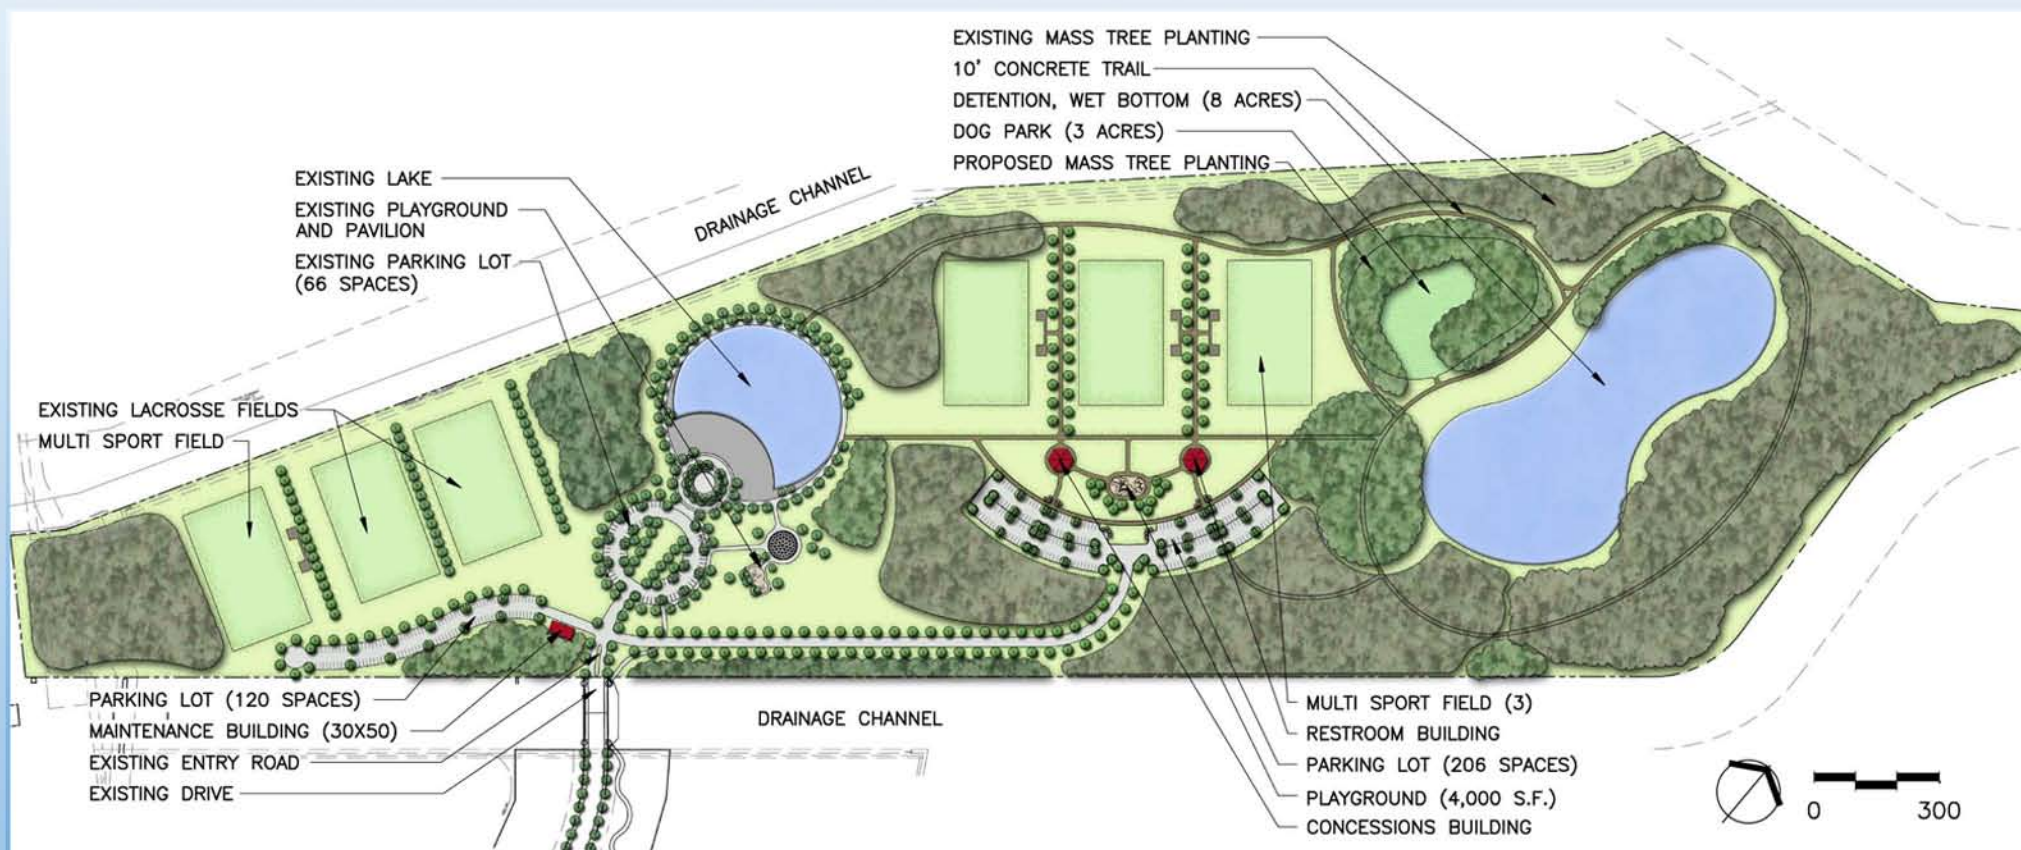 EXISTING MASS TREE PLANTING
10' CONCRETE TRAIL
DETENTION, WET BOTTOM (8 ACRES)
DOG PARK (3 ACRES)
PROPOSED MASS TREE PLANTING
EXISTING LAKE
EXISTING PLAYGROUND
AND PAVILION
EXISTING PARKING LOT
(66 SPACES)
DRAINAGE CHANNEL
EXISTING LACROSSE FIELDS
MULTI SPORT FIELD
PARKING LOT (120 SPACES)
MAINTENANCE BUILDING (30X50)
EXISTING ENTRY ROAD
EXISTING DRIVE
DRAINAGE CHANNEL
MULTI SPORT FIELD (3)
RESTROOM BUILDING
PARKING LOT (206 SPACES)
PLAYGROUND (4,000 S.F.)
CONCESSIONS BUILDING
0 300